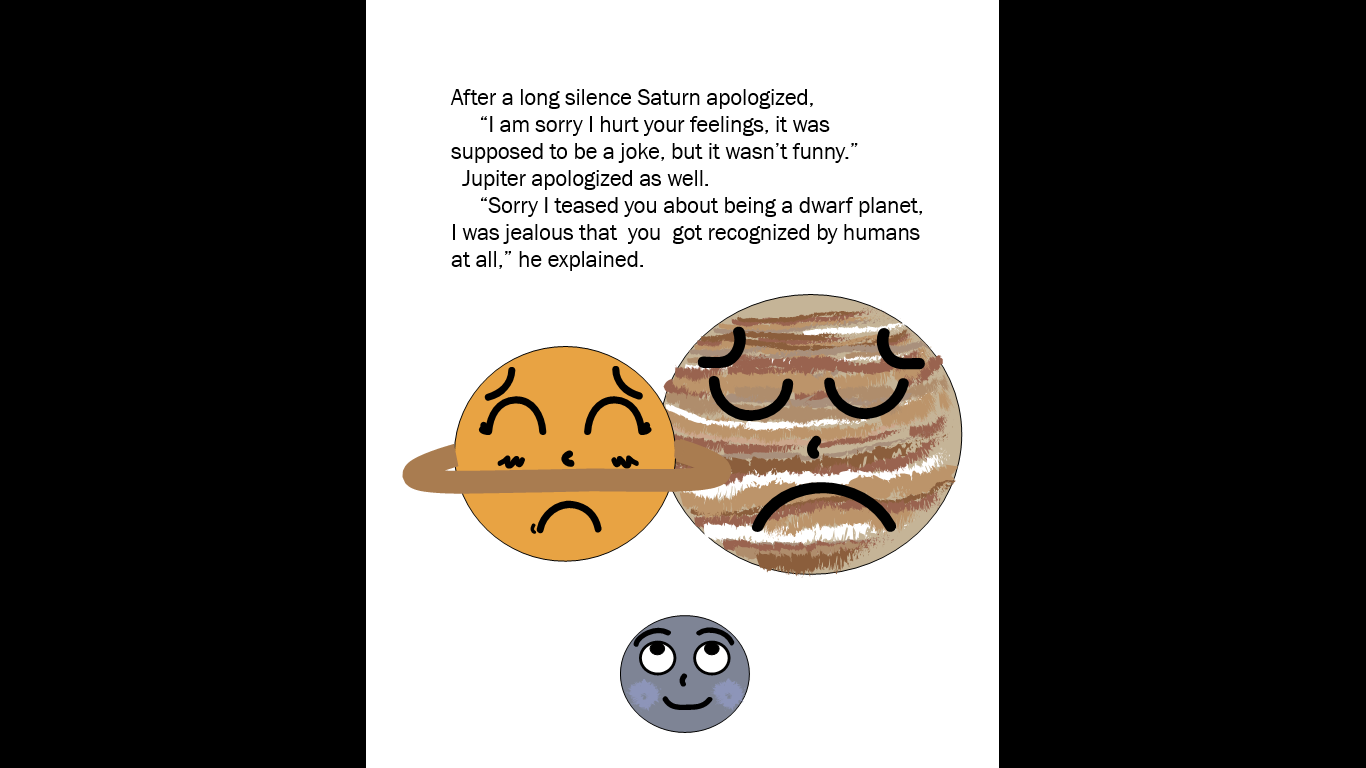 After a long silence Saturn apologized,
“I am sorry I hurt your feelings, it was
supposed to be a joke, but it wasn’t funny.”
Jupiter apologized as well.
“Sorry I teased you about being a dwarf planet,
I was jealous that  you  got recognized by humans
at all,” he explained.